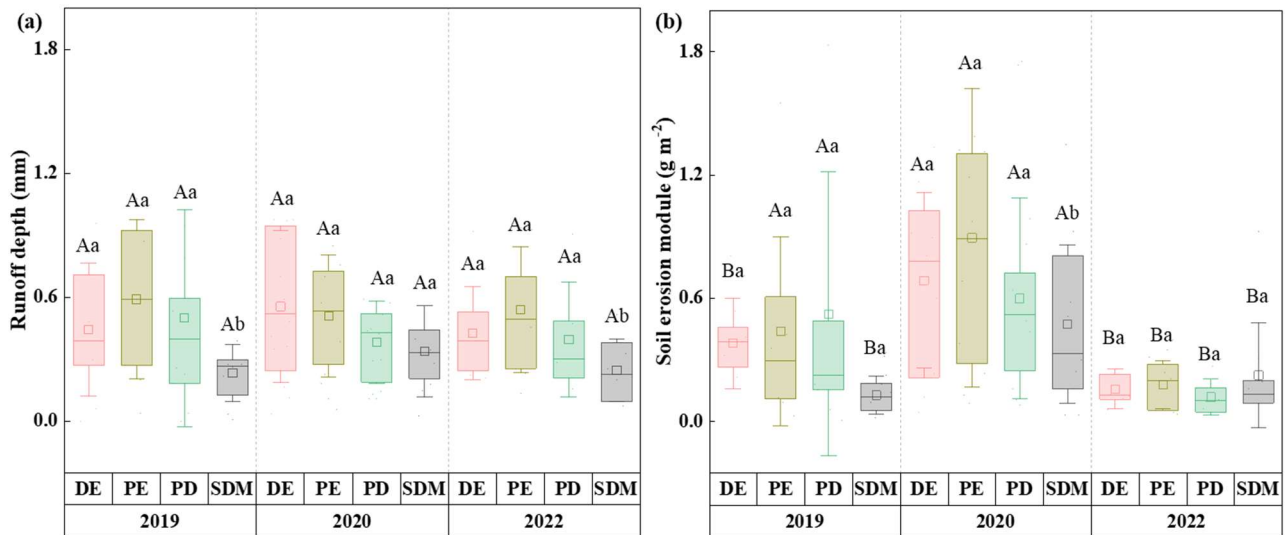 (a)
Runoff depth (mm)
1.8
1.2
0.6
0.0
Aa
Aa
Aa
Ab
Aa
Aa
Aa
Aa
Aa
Aa
Aa
Ab
DE PE PD SDM DE PE PD SDM DE PE PD SDM
2019 2020 2022
(b)
Soil erosion module (g m⁻²)
1.8
1.2
0.6
0.0
Ba
Aa
Aa
Ba
Aa
Aa
Aa
Ab
Ba
Ba
Ba
Ba
DE PE PD SDM DE PE PD SDM DE PE PD SDM
2019 2020 2022